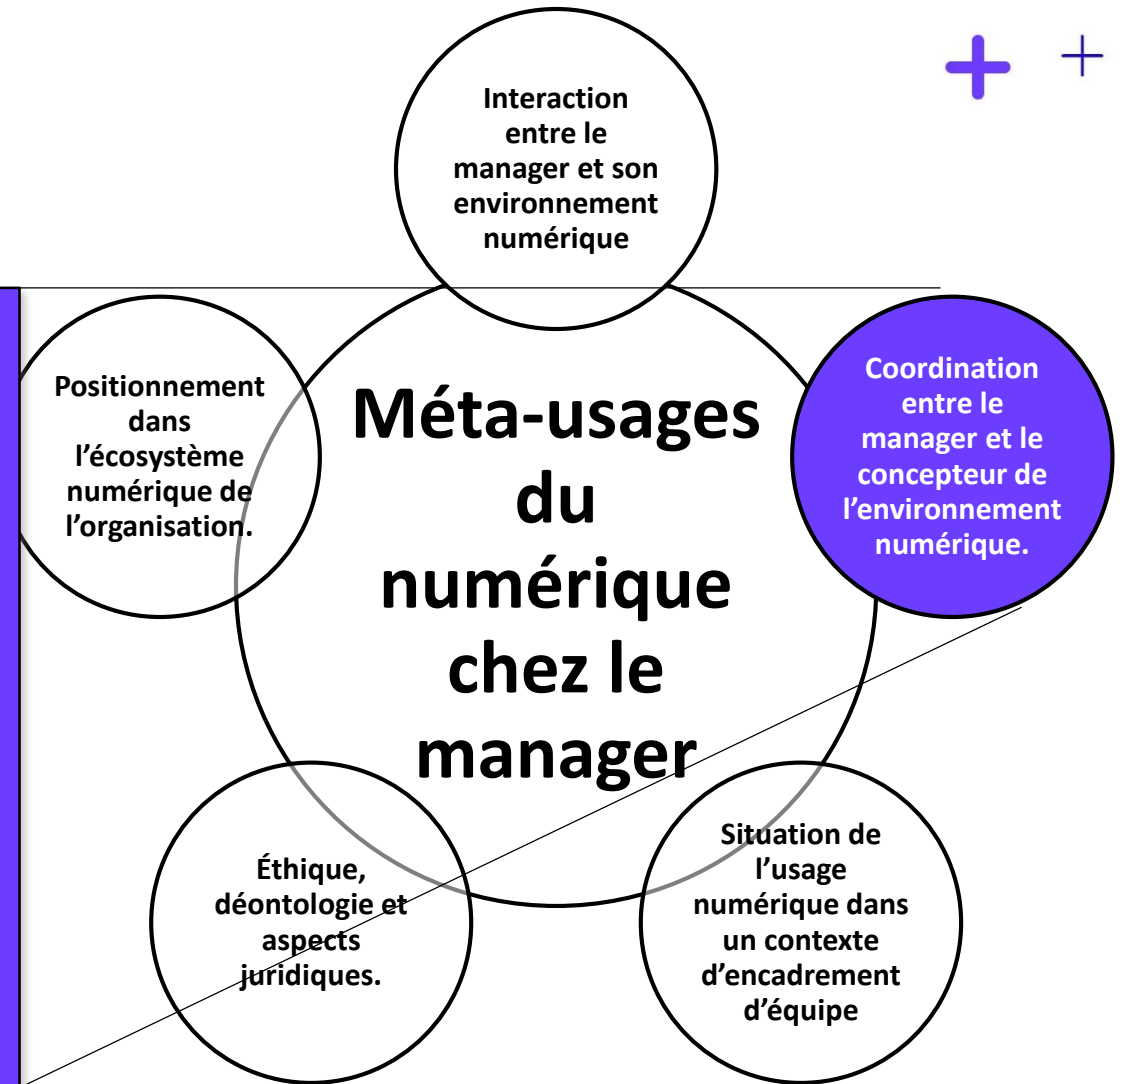 Interaction
entre le
manager et son
environnement
numérique
Positionnement
dans
l’écosystème
numérique de
l’organisation.
Méta-usages
du
numérique
chez le
manager
Coordination
entre le
manager et le
concepteur de
l’environnement
numérique.
Éthique,
déontologie et
aspects
juridiques.
Situation de
l’usage
numérique dans
un contexte
d’encadrement
d’équipe